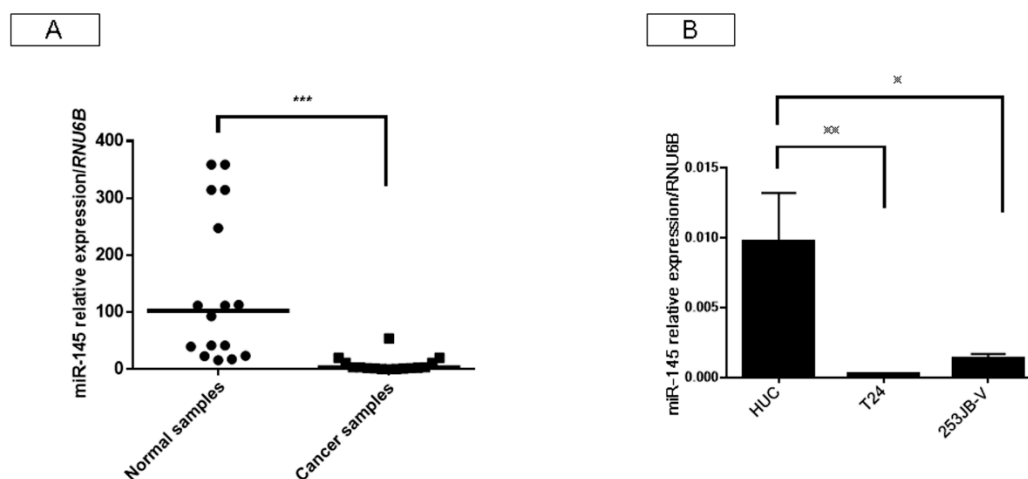 A
B
***
miR-145 relative expression/RNU6B
400
300
200
100
0
Normal samples
Cancer samples
※
※※
miR-145 relative expression/RNU6B
0.015
0.010
0.005
0.000
HUC
T24
253JB-V